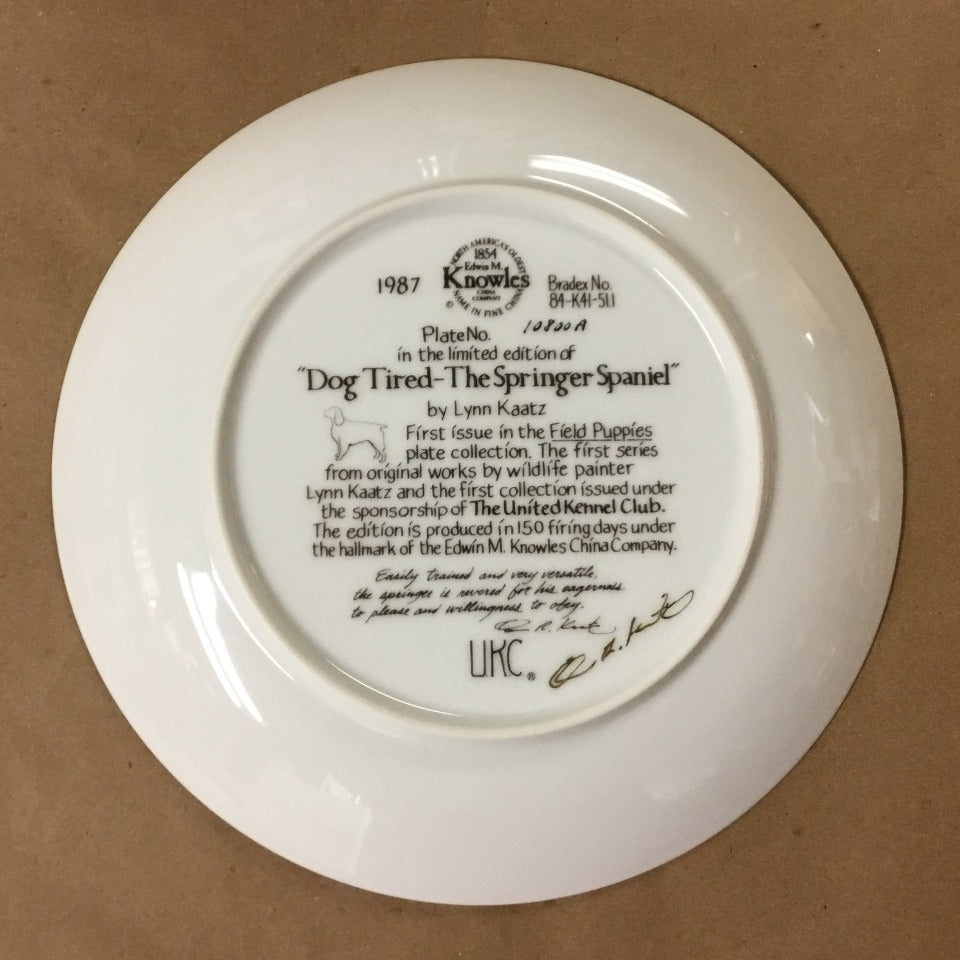 NORTH AMERICA'S OLDEST
1854
Edwin M.
Knowles
CHINA
COMPANY
NAME IN FINE CHINA
©
1987
Bradex No.
84-K41-511
Plate No. 10800A
in the limited edition of
"Dog Tired-The Springer Spaniel"
by Lynn Kaatz
First issue in the Field Puppies
plate collection. The first series
from original works by wildlife painter
Lynn Kaatz and the first collection issued under
the sponsorship of The United Kennel Club.
The edition is produced in 150 firing days under
the hallmark of the Edwin M. Knowles China Company.
Easily trained and very versatile,
the springer is revered for his eagerness
to please and willingness to obey.
UKC®